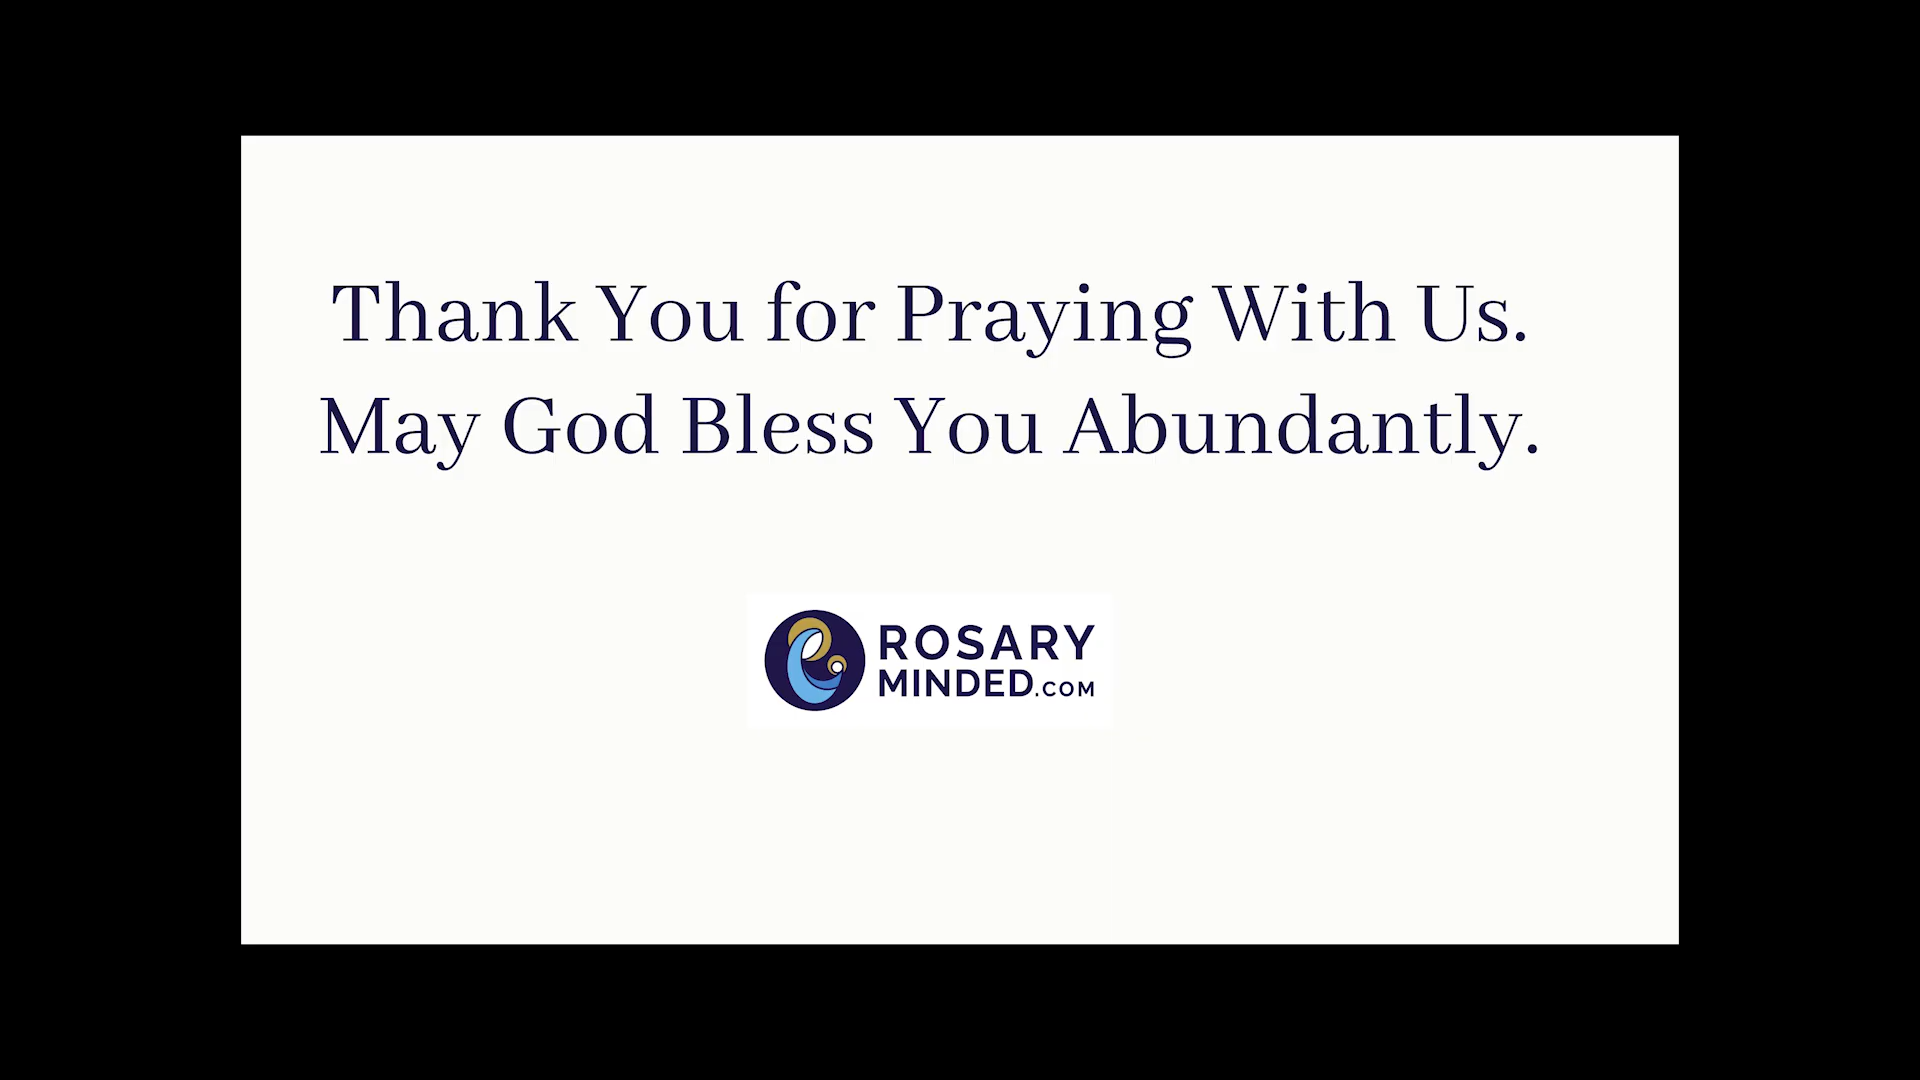 Thank You for Praying With Us.
May God Bless You Abundantly.
ROSARY
MINDED.COM